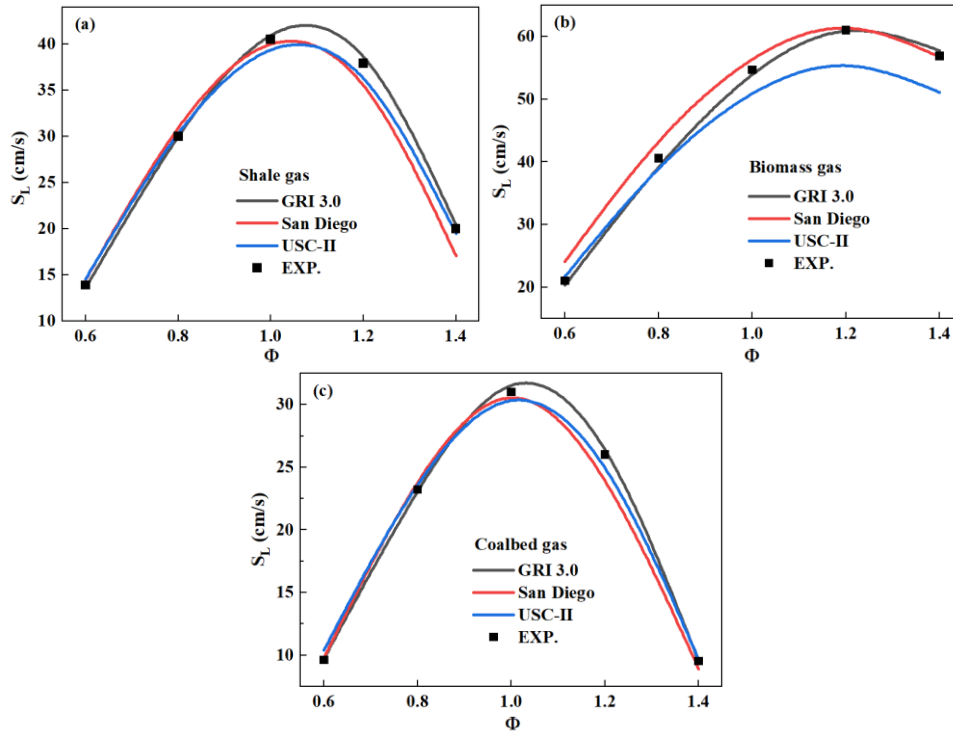 (a)
S_L (cm/s)
40
35
30
25
20
15
10
Shale gas
GRI 3.0
San Diego
USC-II
EXP.
0.6 0.8 1.0 1.2 1.4
Φ
(b)
S_L (cm/s)
60
50
40
30
20
Biomass gas
GRI 3.0
San Diego
USC-II
EXP.
0.6 0.8 1.0 1.2 1.4
Φ
(c)
S_L (cm/s)
30
25
20
15
10
Coalbed gas
GRI 3.0
San Diego
USC-II
EXP.
0.6 0.8 1.0 1.2 1.4
Φ